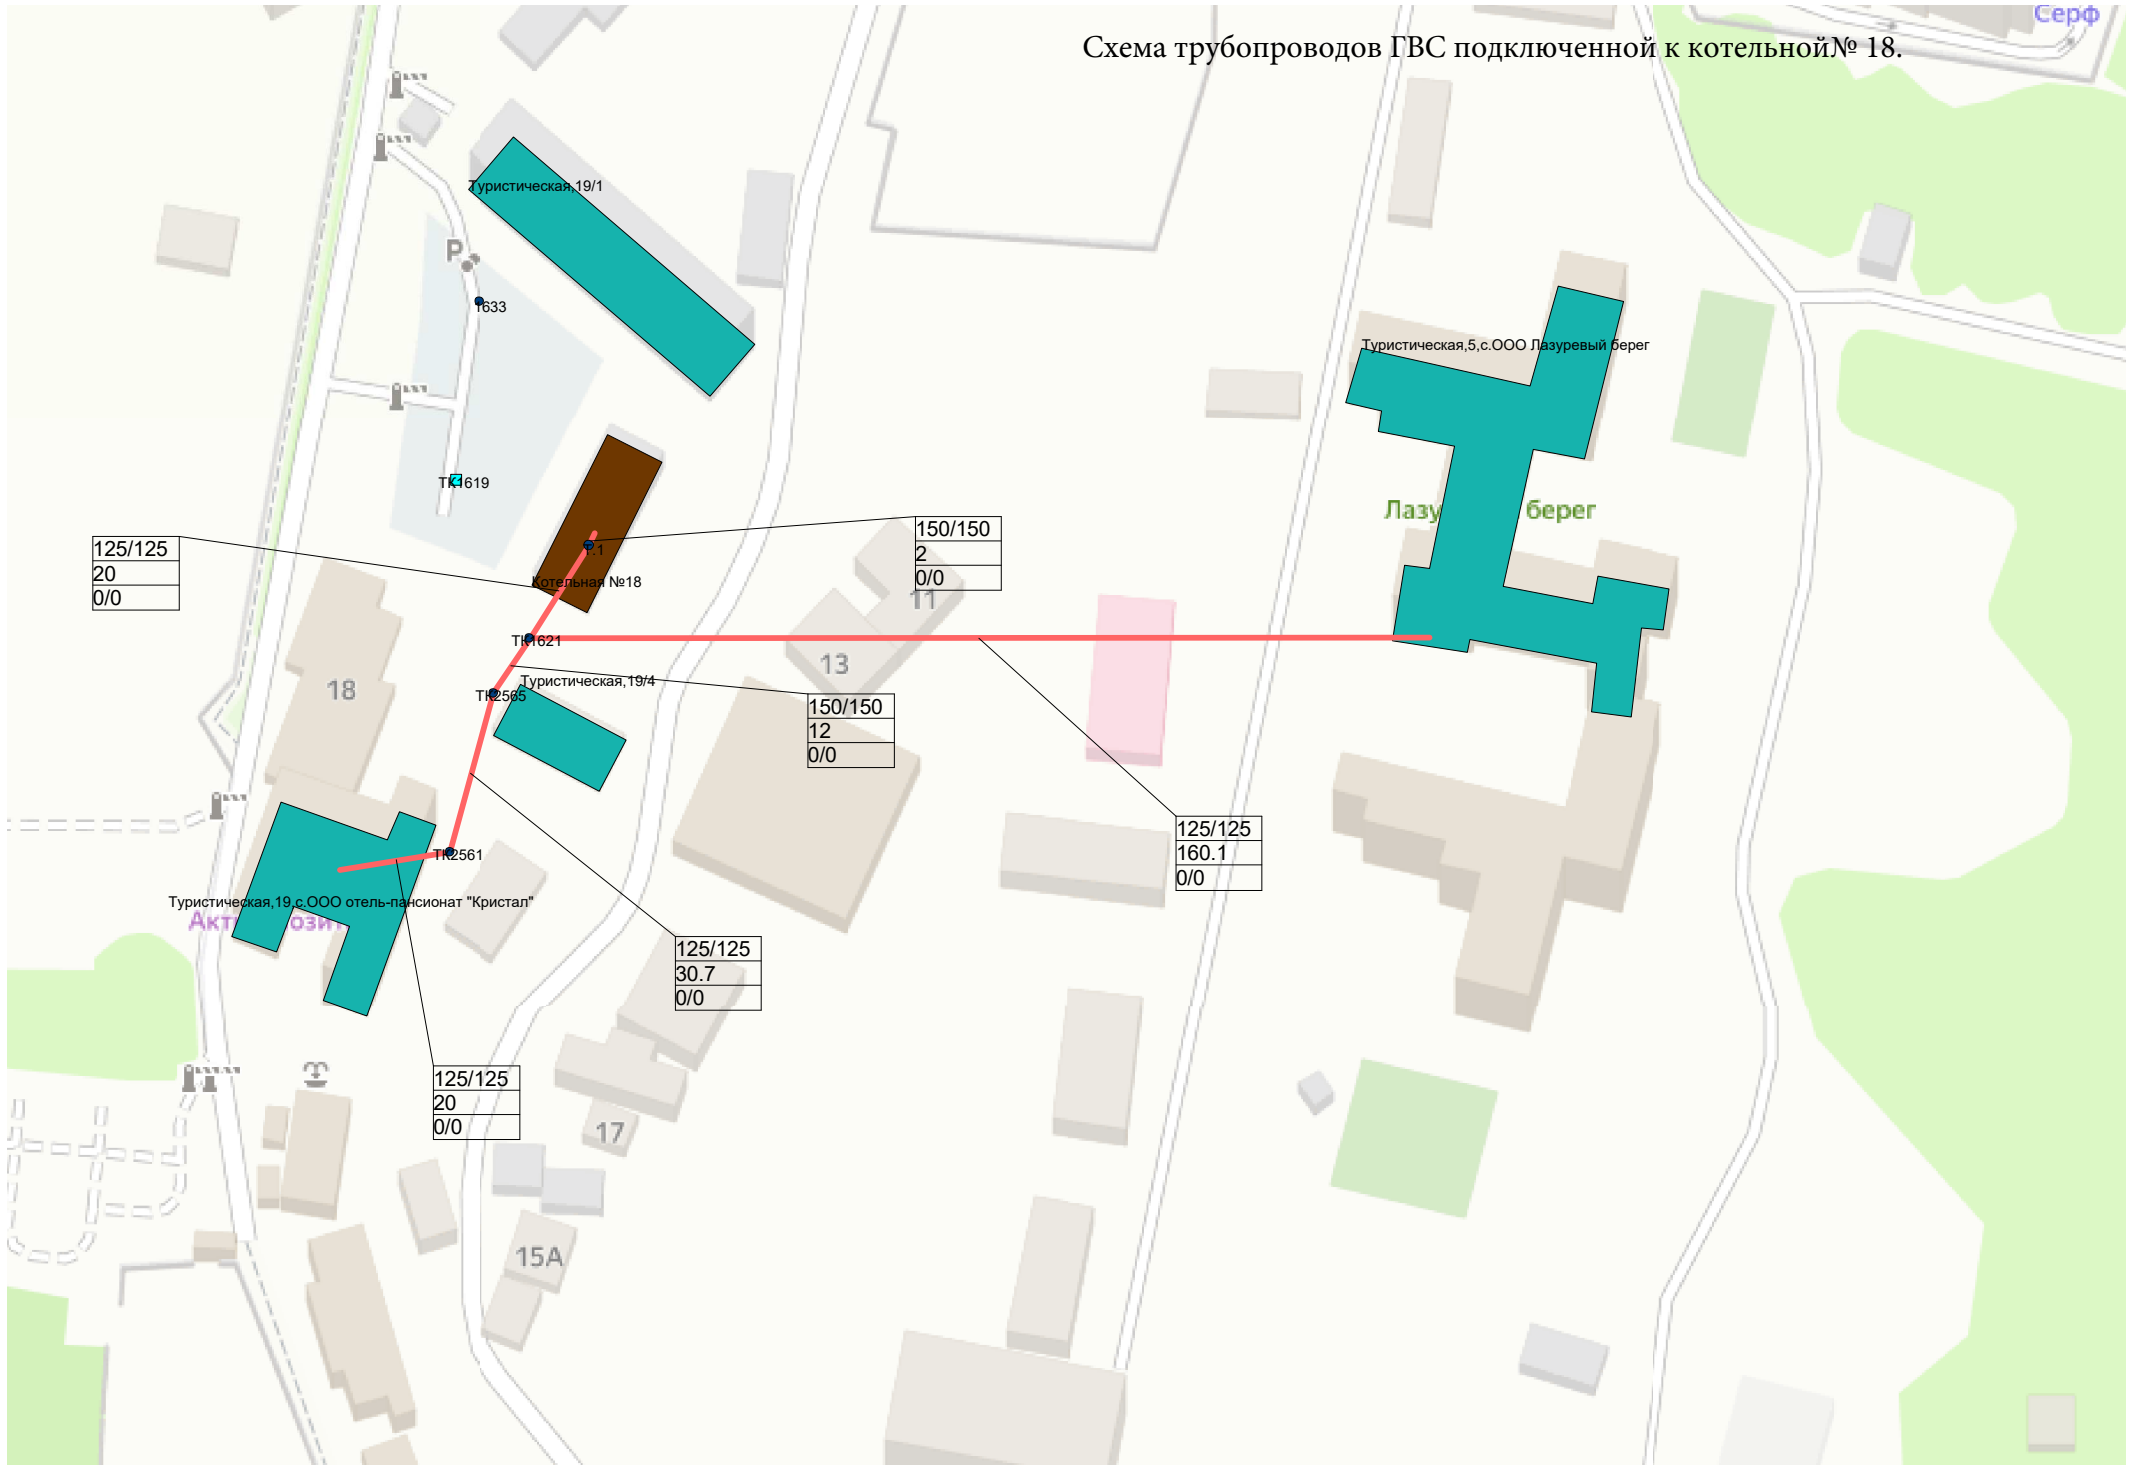 Серф
Схема трубопроводов ГВС подключенной к котельной№ 18.
Туристическая,19/1
P
1633
Туристическая,5,с.ООО Лазуревый берег
ТК1619
Лазу
берег
150/150
2
0/0
125/125
20
0/0
Котельная №18
11
ТК1621
13
18
Туристическая,19/4
ТК2565
150/150
12
0/0
125/125
160.1
0/0
ТК2561
Туристическая,19,с.ООО отель-пансионат "Кристал"
125/125
30.7
0/0
125/125
20
0/0
17
15А